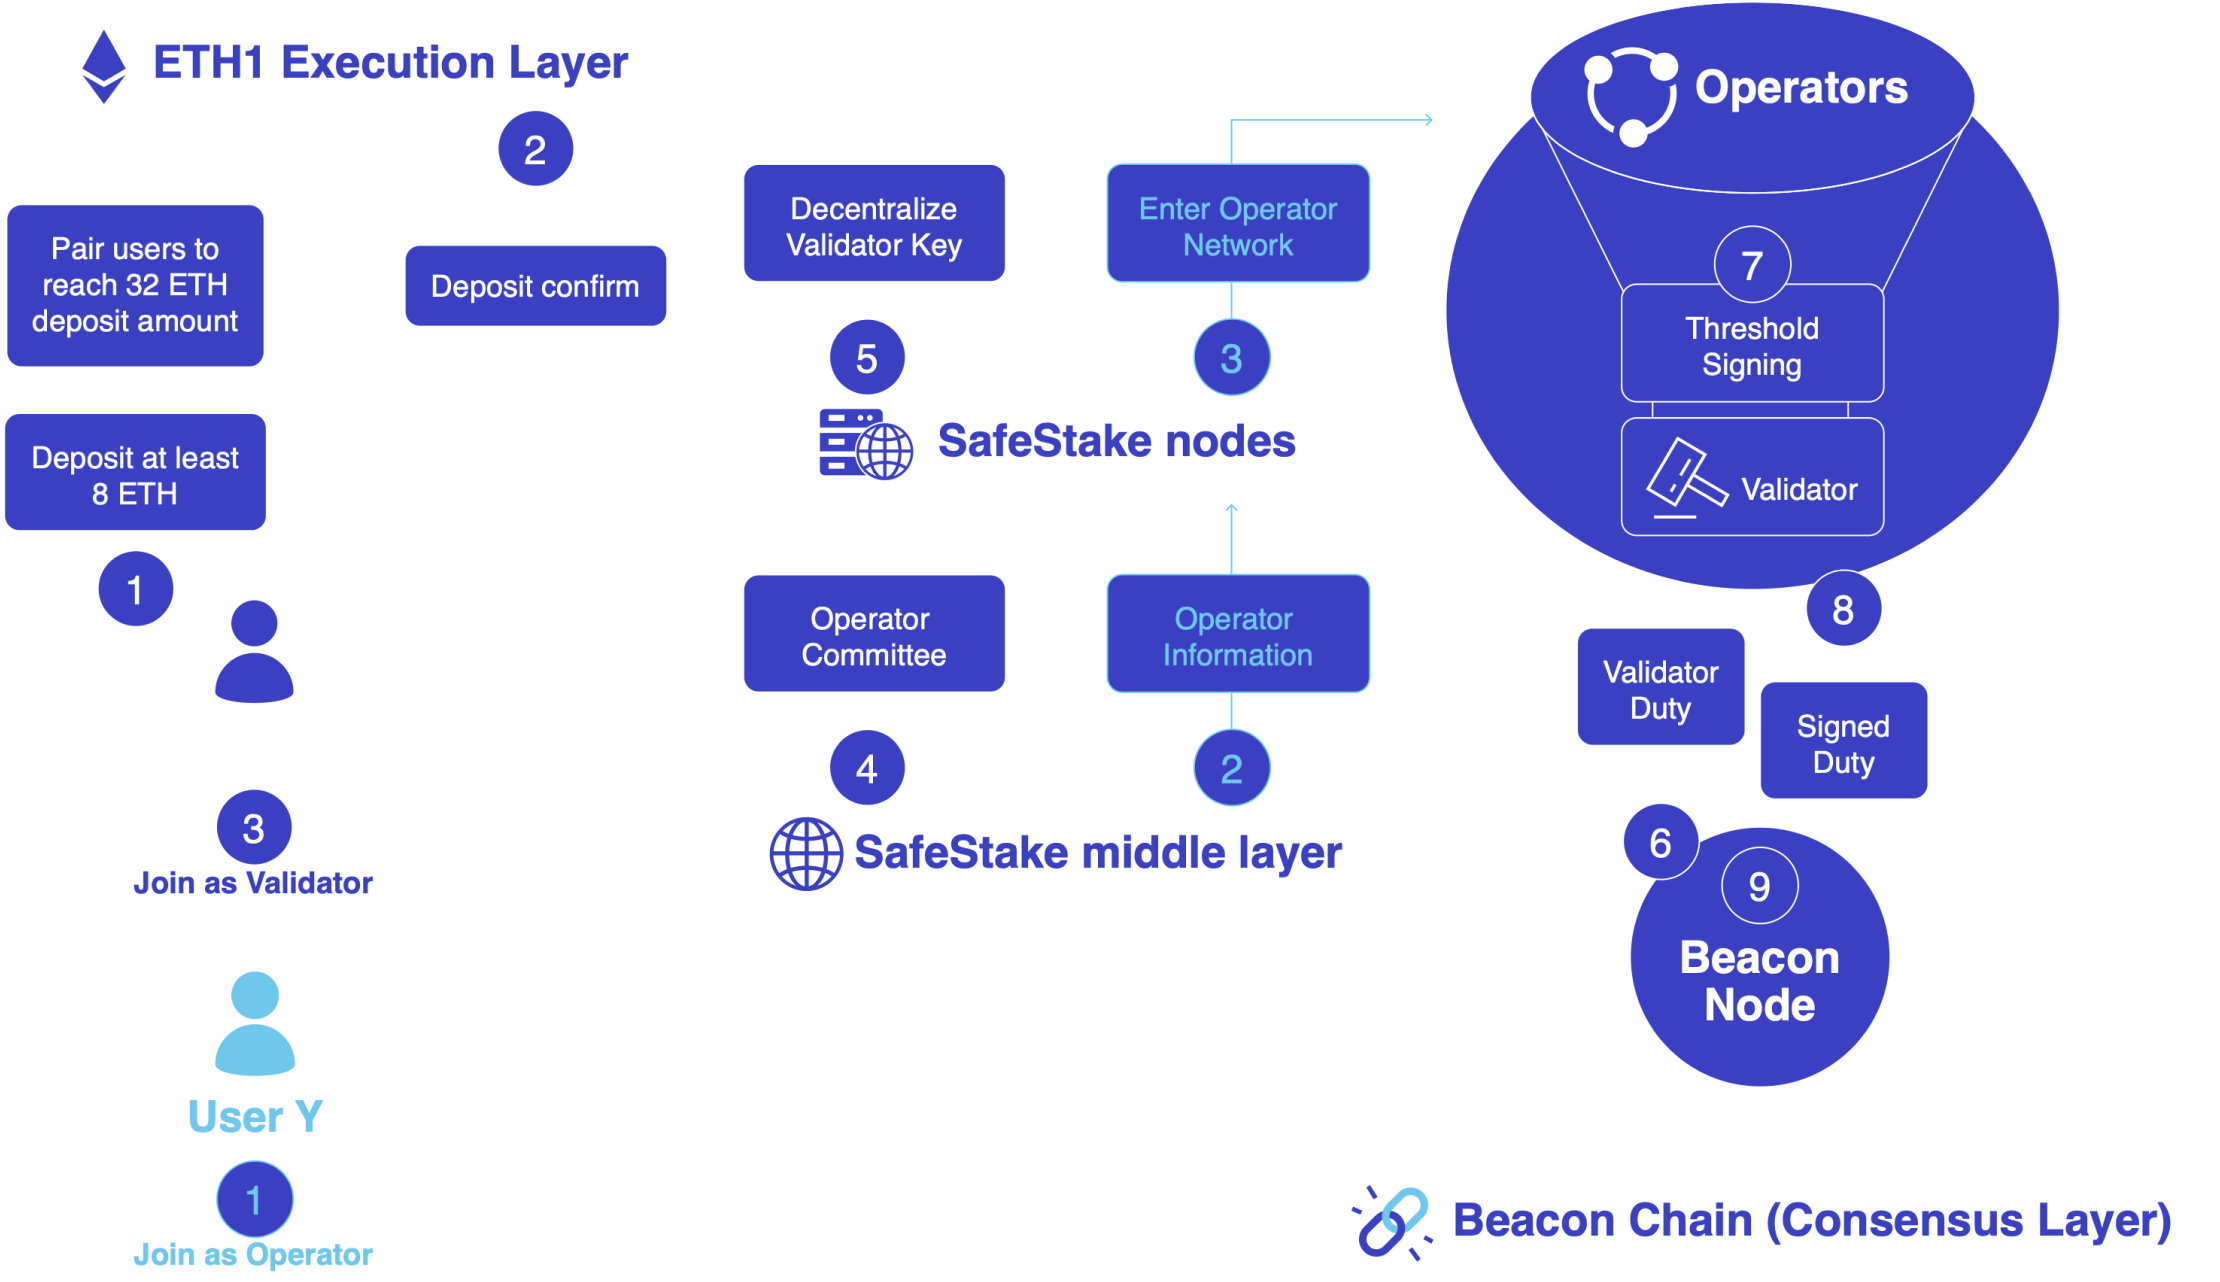 ETH1 Execution Layer
2
Pair users to
reach 32 ETH
deposit amount
Deposit confirm
Deposit at least
8 ETH
1
3
Join as Validator
User Y
1
Join as Operator
Decentralize
Validator Key
5
Enter Operator
Network
3
SafeStake nodes
Operator
Committee
4
Operator
Information
2
SafeStake middle layer
Operators
7
Threshold
Signing
Validator
8
Validator
Duty
Signed
Duty
6
9
Beacon
Node
Beacon Chain (Consensus Layer)